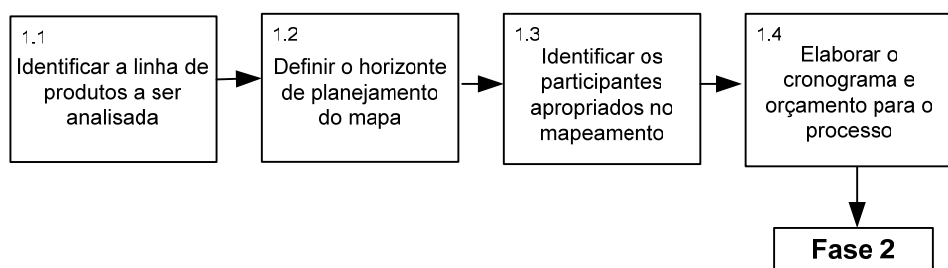 1.1
Identificar a linha de
produtos a ser
analisada
1.2
Definir o horizonte
de planejamento
do mapa
1.3
Identificar os
participantes
apropriados no
mapeamento
1.4
Elaborar o
cronograma e
orçamento para o
processo
Fase 2